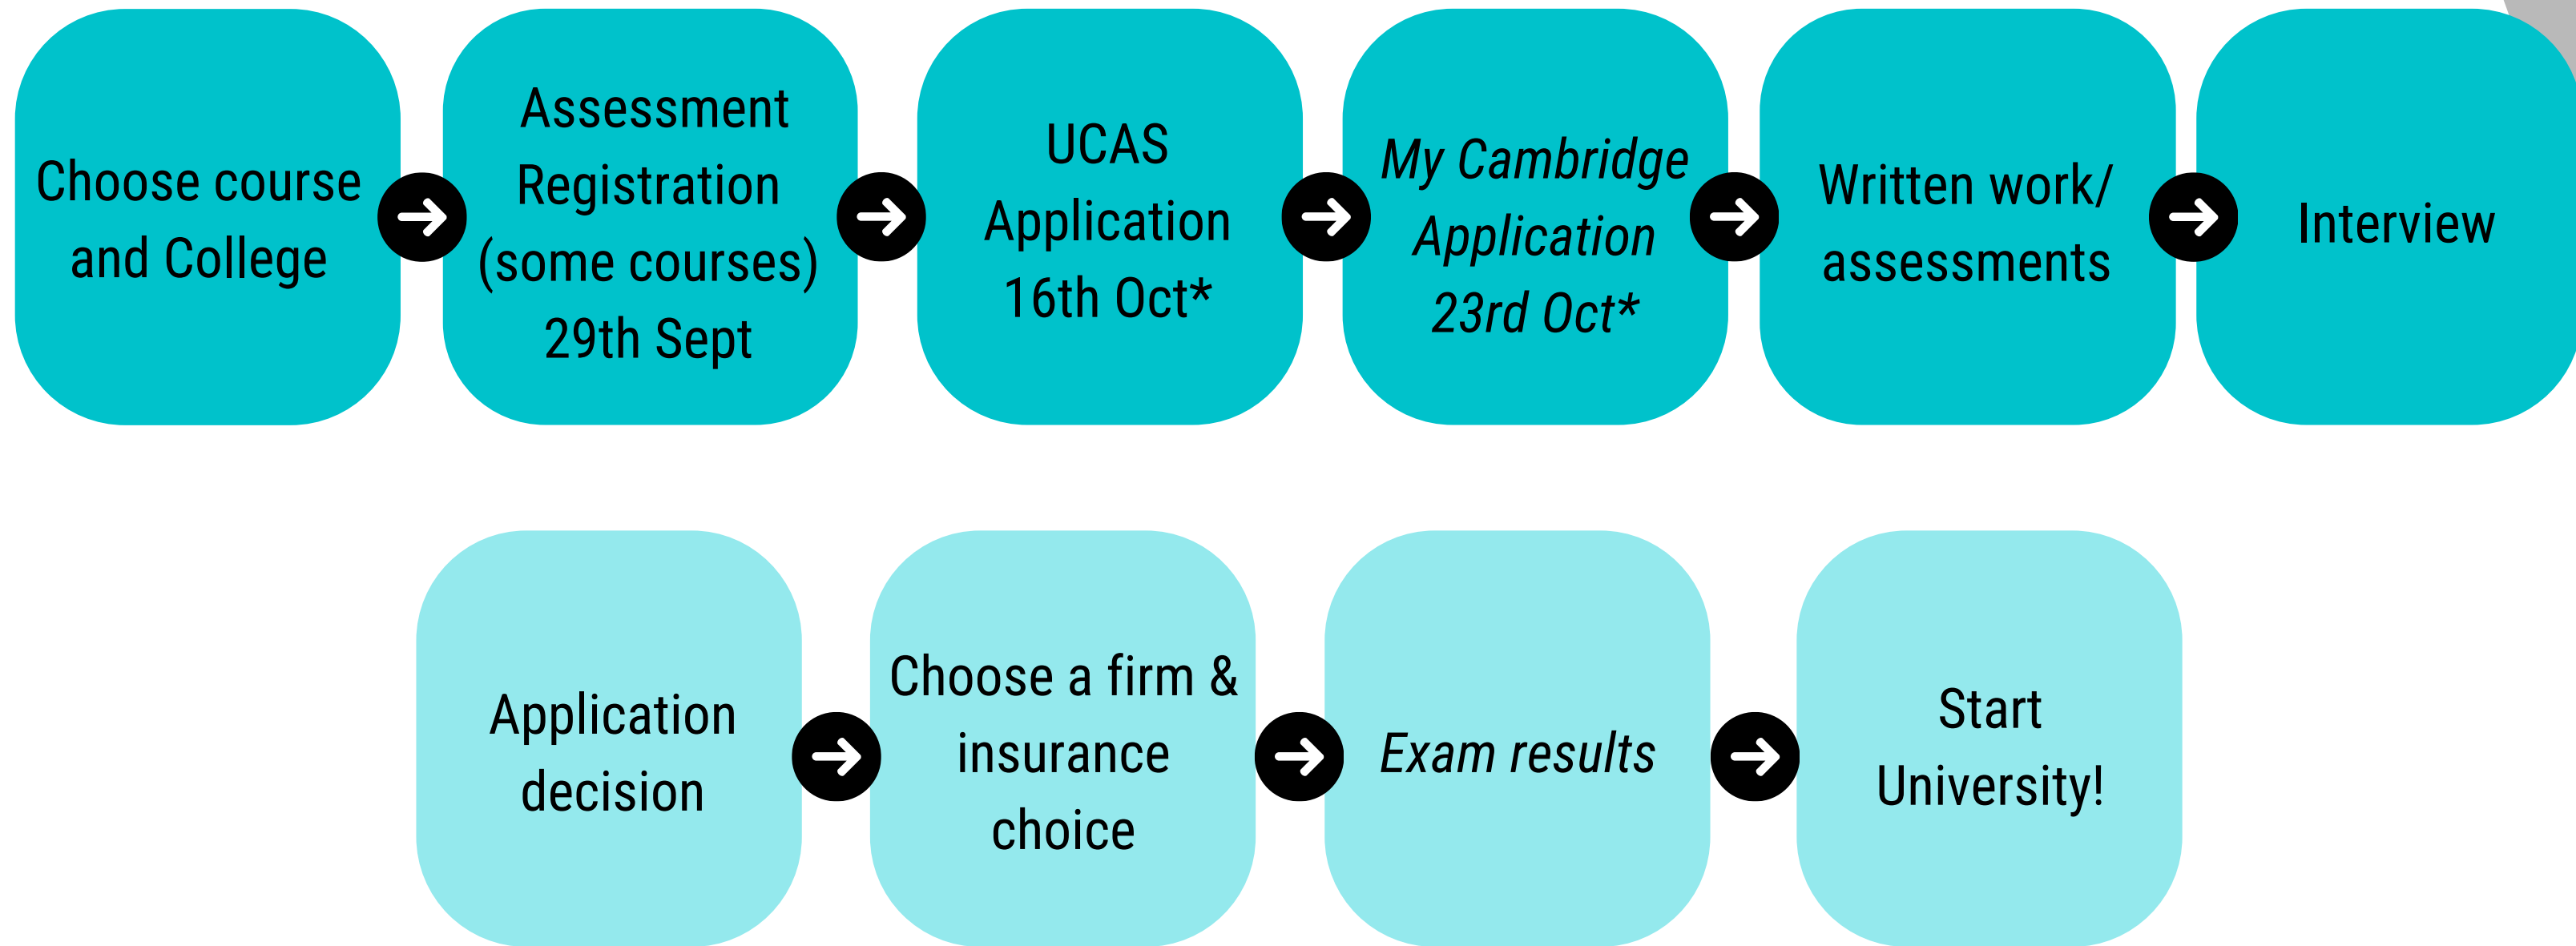 Choose course
and College
Assessment
Registration
(some courses)
29th Sept
UCAS
Application
16th Oct*
My Cambridge
Application
23rd Oct*
Written work/
assessments
Interview
Application
decision
Choose a firm &
insurance
choice
Exam results
Start
University!